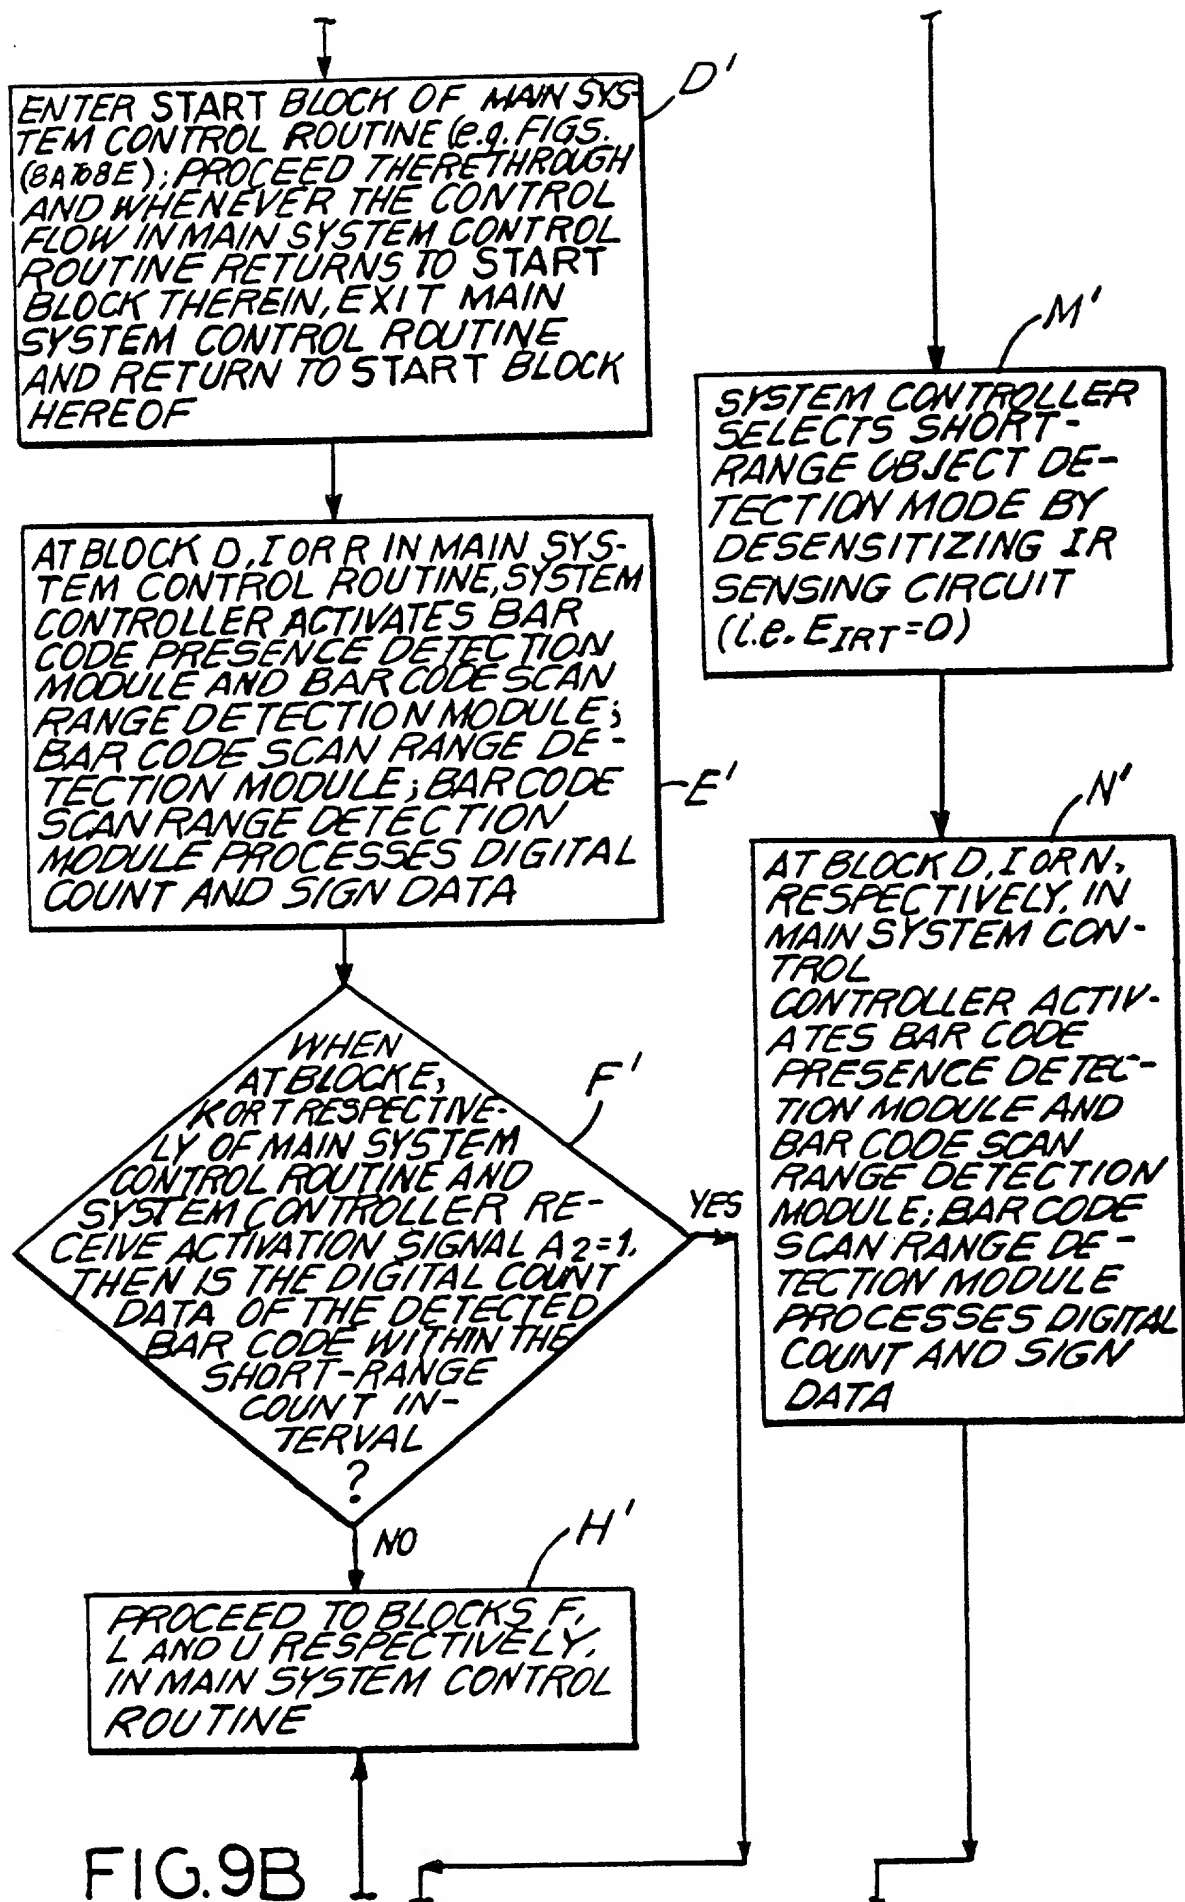 D'
ENTER START BLOCK OF MAIN SYS-
TEM CONTROL ROUTINE (e.g. FIGS.
(8A TO 8E); PROCEED THERETHROUGH
AND WHENEVER THE CONTROL
FLOW IN MAIN SYSTEM CONTROL
ROUTINE RETURNS TO START
BLOCK THEREIN, EXIT MAIN
SYSTEM CONTROL ROUTINE
AND RETURN TO START BLOCK
HEREOF
E'
AT BLOCK D, I OR R IN MAIN SYS-
TEM CONTROL ROUTINE, SYSTEM
CONTROLLER ACTIVATES BAR
CODE PRESENCE DETECTION
MODULE AND BAR CODE SCAN
RANGE DETECTION MODULE;
BAR CODE SCAN RANGE DE-
TECTION MODULE; BAR CODE
SCAN RANGE DETECTION
MODULE PROCESSES DIGITAL
COUNT AND SIGN DATA
F'
WHEN
AT BLOCK E,
K OR T RESPECTIVE-
LY OF MAIN SYSTEM
CONTROL ROUTINE AND
SYSTEM CONTROLLER RE-
CEIVE ACTIVATION SIGNAL A2=1,
THEN IS THE DIGITAL COUNT
DATA OF THE DETECTED
BAR CODE WITHIN THE
SHORT-RANGE
COUNT IN-
TERVAL
?
YES
NO
H'
PROCEED TO BLOCKS F,
L AND U RESPECTIVELY,
IN MAIN SYSTEM CONTROL
ROUTINE
M'
SYSTEM CONTROLLER
SELECTS SHORT-
RANGE OBJECT DE-
TECTION MODE BY
DESENSITIZING IR
SENSING CIRCUIT
(i.e. EIRT=0)
N'
AT BLOCK D, I OR N,
RESPECTIVELY, IN
MAIN SYSTEM CON-
TROL
CONTROLLER ACTIV-
ATES BAR CODE
PRESENCE DETEC-
TION MODULE AND
BAR CODE SCAN
RANGE DETECTION
MODULE; BAR CODE
SCAN RANGE DE-
TECTION MODULE
PROCESSES DIGITAL
COUNT AND SIGN
DATA
FIG.9B